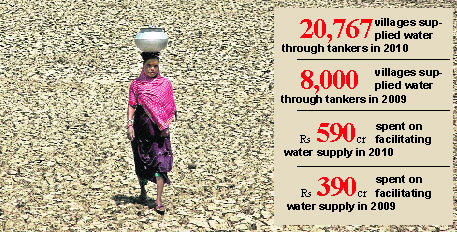 20,767 villages sup-
plied water
through tankers in 2010
8,000 villages sup-
plied water
through tankers in 2009
Rs 590 cr spent on
facilitating
water supply in 2010
Rs 390 cr spent on
facilitating
water supply in 2009